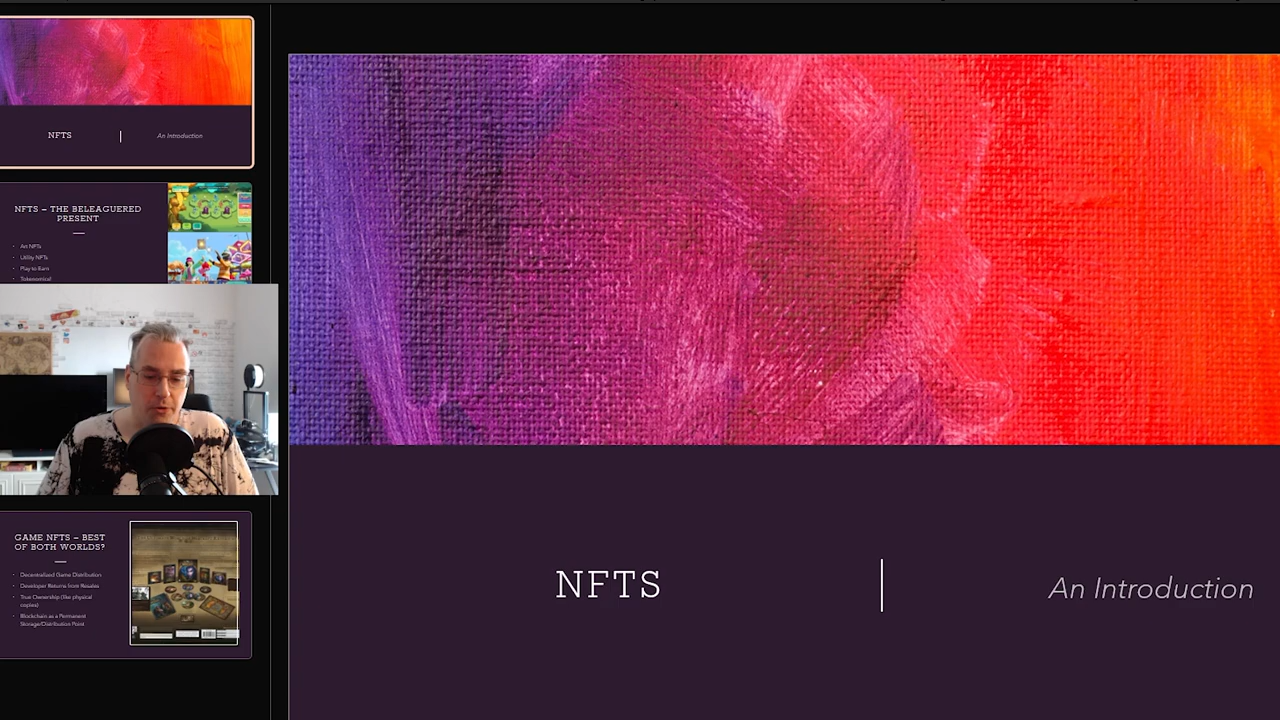 NFTS
An Introduction
NFTS – THE BELEAGUERED
PRESENT
• Art NFTs
• Utility NFTs
• Play-to-Earn
• Tokenomics!
GAME NFTS – BEST
OF BOTH WORLDS?
• Decentralized Game Distribution
• Developer Returns from Resales
• True Ownership (like physical
copies)
• Blockchain as a Permanent
Storage/Distribution Point
NFTS
An Introduction